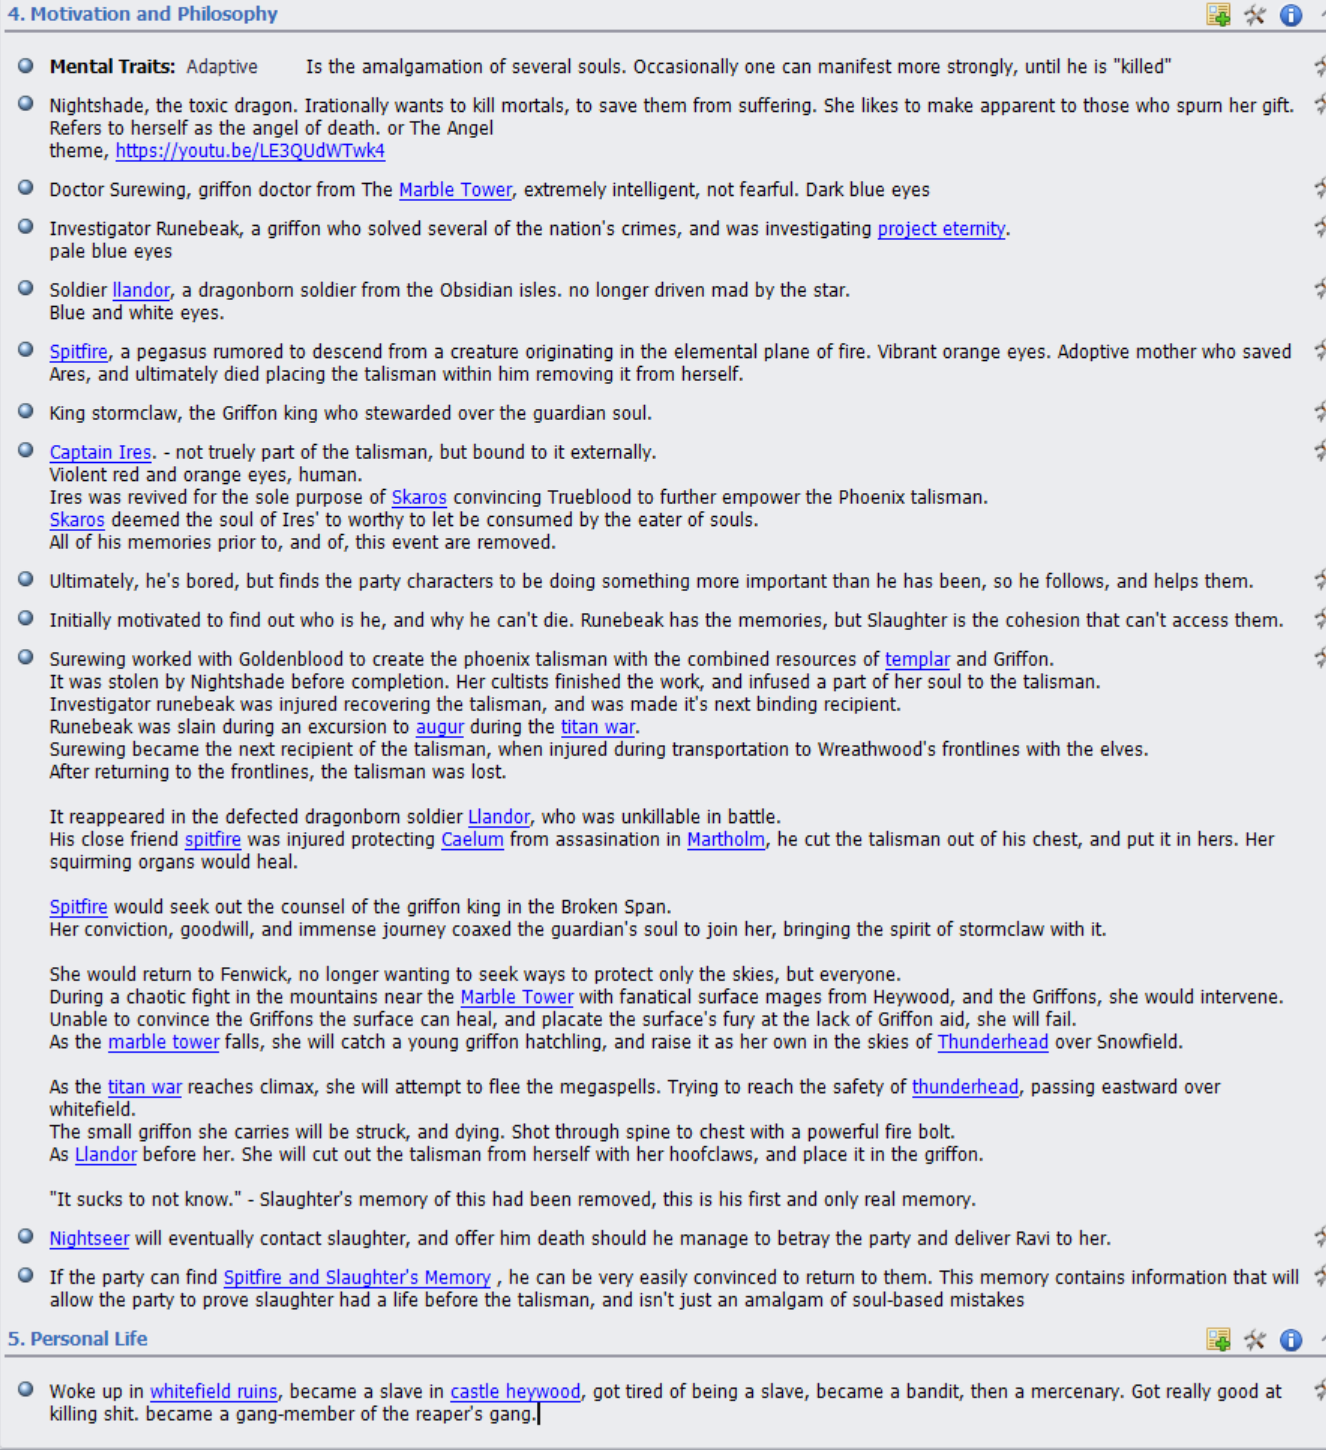 4. Motivation and Philosophy
Mental Traits: Adaptive Is the amalgamation of several souls. Occasionally one can manifest more strongly, until he is "killed"
Nightshade, the toxic dragon. Irationally wants to kill mortals, to save them from suffering. She likes to make apparent to those who spurn her gift.
Refers to herself as the angel of death. or The Angel
theme, https://youtu.be/LE3QUdWTwk4
Doctor Surewing, griffon doctor from The Marble Tower, extremely intelligent, not fearful. Dark blue eyes
Investigator Runebeak, a griffon who solved several of the nation's crimes, and was investigating project eternity.
pale blue eyes
Soldier llandor, a dragonborn soldier from the Obsidian isles. no longer driven mad by the star.
Blue and white eyes.
Spitfire, a pegasus rumored to descend from a creature originating in the elemental plane of fire. Vibrant orange eyes. Adoptive mother who saved
Ares, and ultimately died placing the talisman within him removing it from herself.
King stormclaw, the Griffon king who stewarded over the guardian soul.
Captain Ires. - not truely part of the talisman, but bound to it externally.
Violent red and orange eyes, human.
Ires was revived for the sole purpose of Skaros convincing Trueblood to further empower the Phoenix talisman.
Skaros deemed the soul of Ires' to worthy to let be consumed by the eater of souls.
All of his memories prior to, and of, this event are removed.
Ultimately, he's bored, but finds the party characters to be doing something more important than he has been, so he follows, and helps them.
Initially motivated to find out who is he, and why he can't die. Runebeak has the memories, but Slaughter is the cohesion that can't access them.
Surewing worked with Goldenblood to create the phoenix talisman with the combined resources of templar and Griffon.
It was stolen by Nightshade before completion. Her cultists finished the work, and infused a part of her soul to the talisman.
Investigator runebeak was injured recovering the talisman, and was made it's next binding recipient.
Runebeak was slain during an excursion to augur during the titan war.
Surewing became the next recipient of the talisman, when injured during transportation to Wreathwood's frontlines with the elves.
After returning to the frontlines, the talisman was lost.
It reappeared in the defected dragonborn soldier Llandor, who was unkillable in battle.
His close friend spitfire was injured protecting Caelum from assasination in Martholm, he cut the talisman out of his chest, and put it in hers. Her
squirming organs would heal.
Spitfire would seek out the counsel of the griffon king in the Broken Span.
Her conviction, goodwill, and immense journey coaxed the guardian's soul to join her, bringing the spirit of stormclaw with it.
She would return to Fenwick, no longer wanting to seek ways to protect only the skies, but everyone.
During a chaotic fight in the mountains near the Marble Tower with fanatical surface mages from Heywood, and the Griffons, she would intervene.
Unable to convince the Griffons the surface can heal, and placate the surface's fury at the lack of Griffon aid, she will fail.
As the marble tower falls, she will catch a young griffon hatchling, and raise it as her own in the skies of Thunderhead over Snowfield.
As the titan war reaches climax, she will attempt to flee the megaspells. Trying to reach the safety of thunderhead, passing eastward over
whitefield.
The small griffon she carries will be struck, and dying. Shot through spine to chest with a powerful fire bolt.
As Llandor before her. She will cut out the talisman from herself with her hoofclaws, and place it in the griffon.
"It sucks to not know." - Slaughter's memory of this had been removed, this is his first and only real memory.
Nightseer will eventually contact slaughter, and offer him death should he manage to betray the party and deliver Ravi to her.
If the party can find Spitfire and Slaughter's Memory , he can be very easily convinced to return to them. This memory contains information that will
allow the party to prove slaughter had a life before the talisman, and isn't just an amalgam of soul-based mistakes
5. Personal Life
Woke up in whitefield ruins, became a slave in castle heywood, got tired of being a slave, became a bandit, then a mercenary. Got really good at
killing shit. became a gang-member of the reaper's gang.